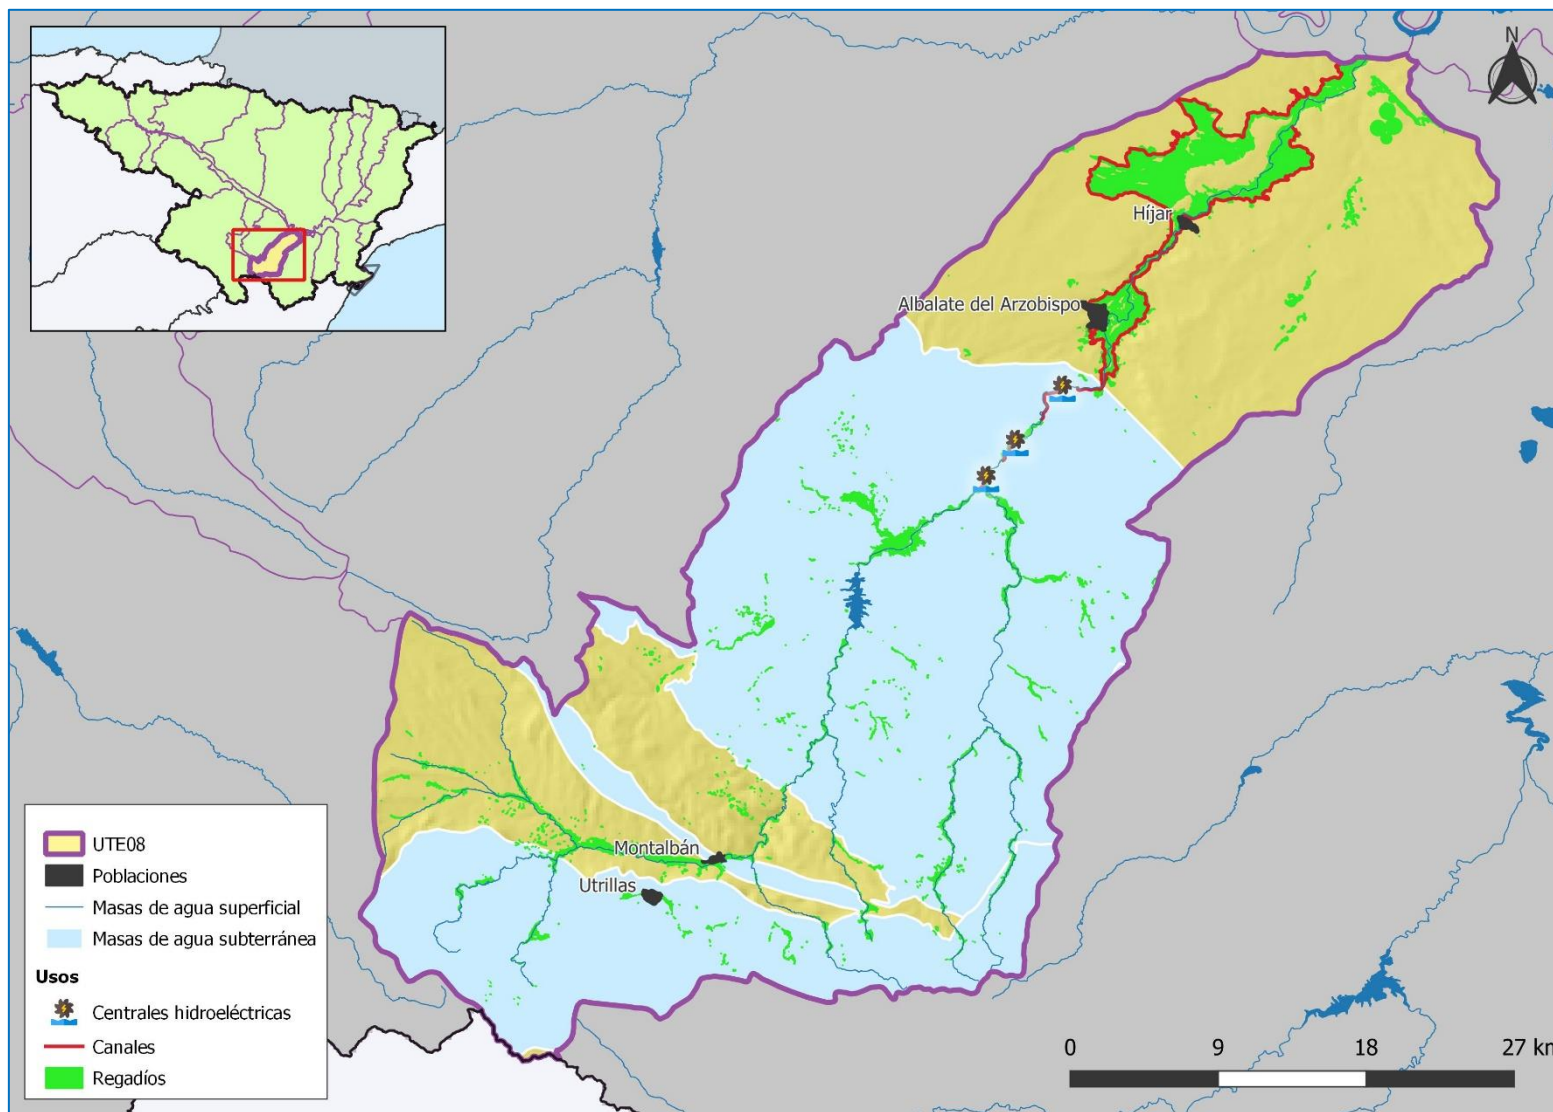 N
Híjar
Albalate del Arzobispo
Montalbán
Utrillas
UTE08
Poblaciones
Masas de agua superficial
Masas de agua subterránea
Usos
Centrales hidroeléctricas
Canales
Regadíos
0 9 18 27 km